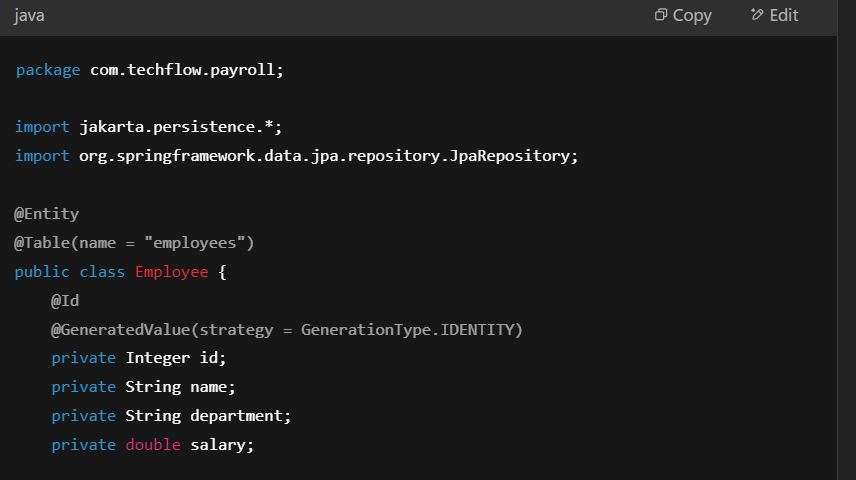 java
Copy
Edit
package com.techflow.payroll;
import jakarta.persistence.*;
import org.springframework.data.jpa.repository.JpaRepository;
@Entity
@Table(name = "employees")
public class Employee {
    @Id
    @GeneratedValue(strategy = GenerationType.IDENTITY)
    private Integer id;
    private String name;
    private String department;
    private double salary;